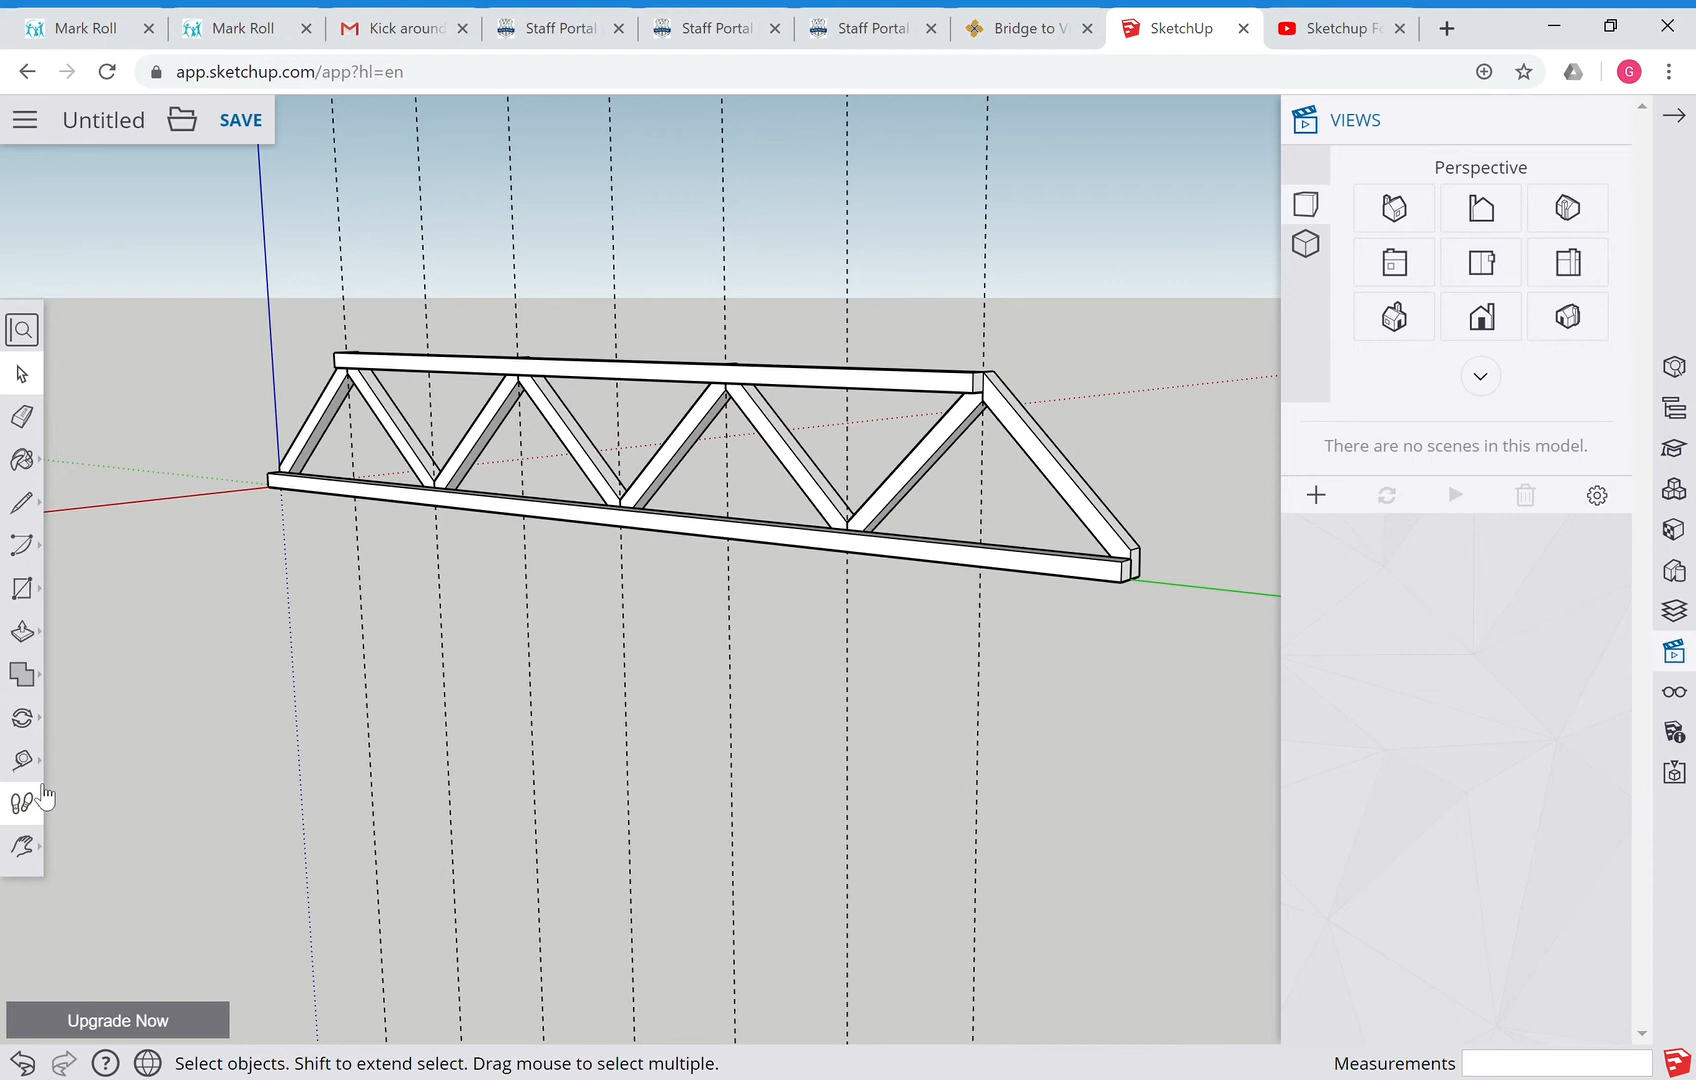 Mark Roll
Mark Roll
Kick around
Staff Portal
Staff Portal
Staff Portal
Bridge to Vi
SketchUp
Sketchup Fo
app.sketchup.com/app?hl=en
G
Untitled
SAVE
VIEWS
Perspective
There are no scenes in this model.
Upgrade Now
Select objects. Shift to extend select. Drag mouse to select multiple.
Measurements